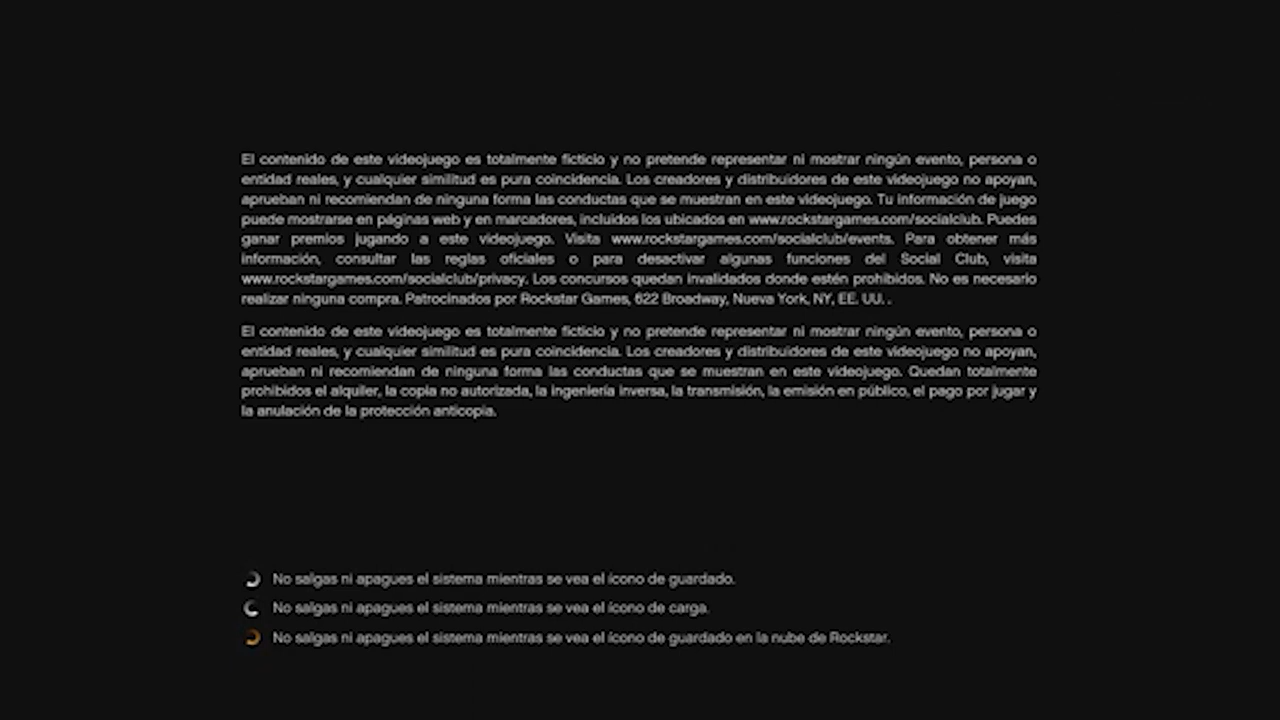 El contenido de este videojuego es totalmente ficticio y no pretende representar ni mostrar ningún evento, persona o
entidad reales, y cualquier similitud es pura coincidencia. Los creadores y distribuidores de este videojuego no apoyan,
aprueban ni recomiendan de ninguna forma las conductas que se muestran en este videojuego. Tu información de juego
puede mostrarse en páginas web y en marcadores, incluidos los ubicados en www.rockstargames.com/socialclub. Puedes
ganar premios jugando a este videojuego. Visita www.rockstargames.com/socialclub/events. Para obtener más
información, consultar las reglas oficiales o para desactivar algunas funciones del Social Club, visita
www.rockstargames.com/socialclub/privacy. Los concursos quedan invalidados donde estén prohibidos. No es necesario
realizar ninguna compra. Patrocinados por Rockstar Games, 622 Broadway, Nueva York, NY, EE. UU. .
El contenido de este videojuego es totalmente ficticio y no pretende representar ni mostrar ningún evento, persona o
entidad reales, y cualquier similitud es pura coincidencia. Los creadores y distribuidores de este videojuego no apoyan,
aprueban ni recomiendan de ninguna forma las conductas que se muestran en este videojuego. Quedan totalmente
prohibidos el alquiler, la copia no autorizada, la ingeniería inversa, la transmisión, la emisión en público, el pago por jugar y
la anulación de la protección anticopia.
No salgas ni apagues el sistema mientras se vea el ícono de guardado.
No salgas ni apagues el sistema mientras se vea el ícono de carga.
No salgas ni apagues el sistema mientras se vea el ícono de guardado en la nube de Rockstar.